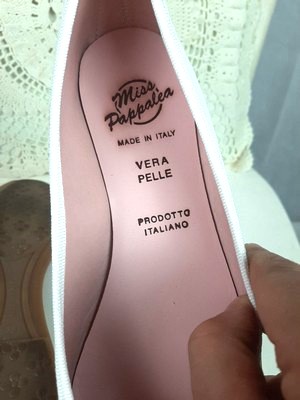 Miss
Pappalea
MADE IN ITALY
VERA
PELLE
PRODOTTO
ITALIANO